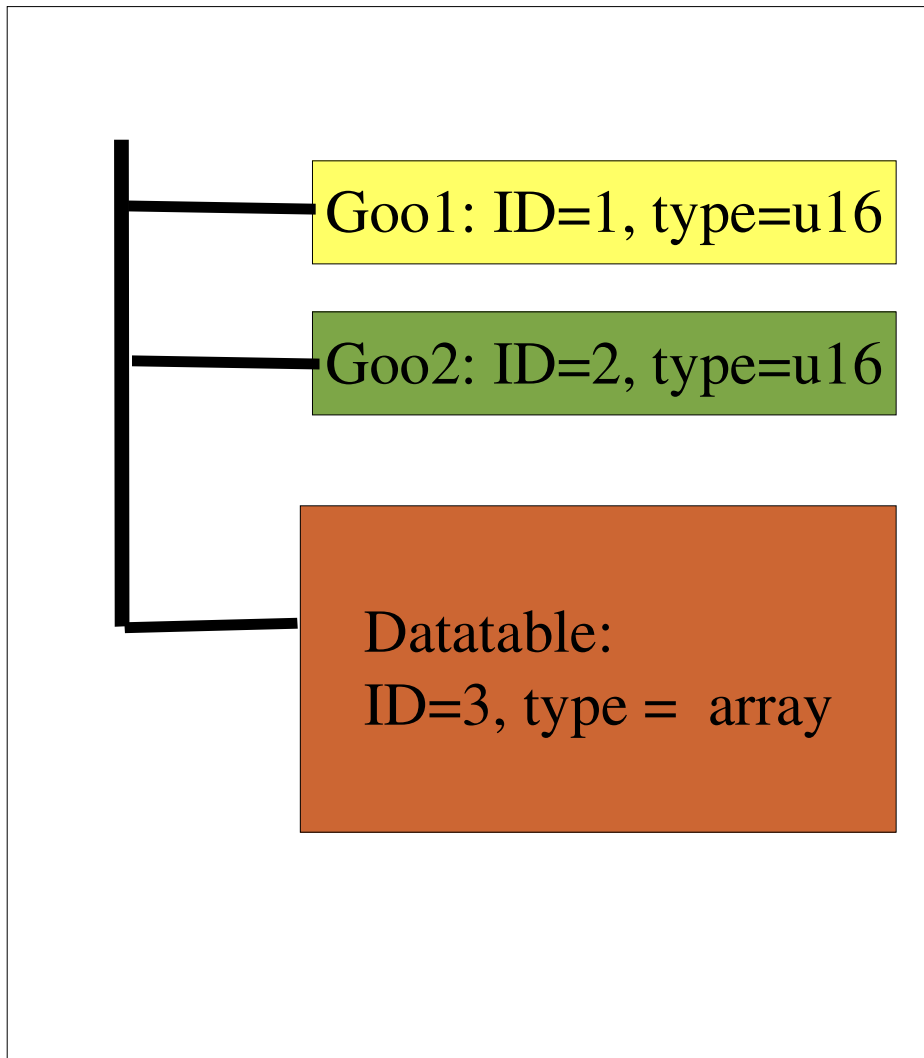 Goo1: ID=1, type=u16
Goo2: ID=2, type=u16
Datatable:
ID=3, type =  array